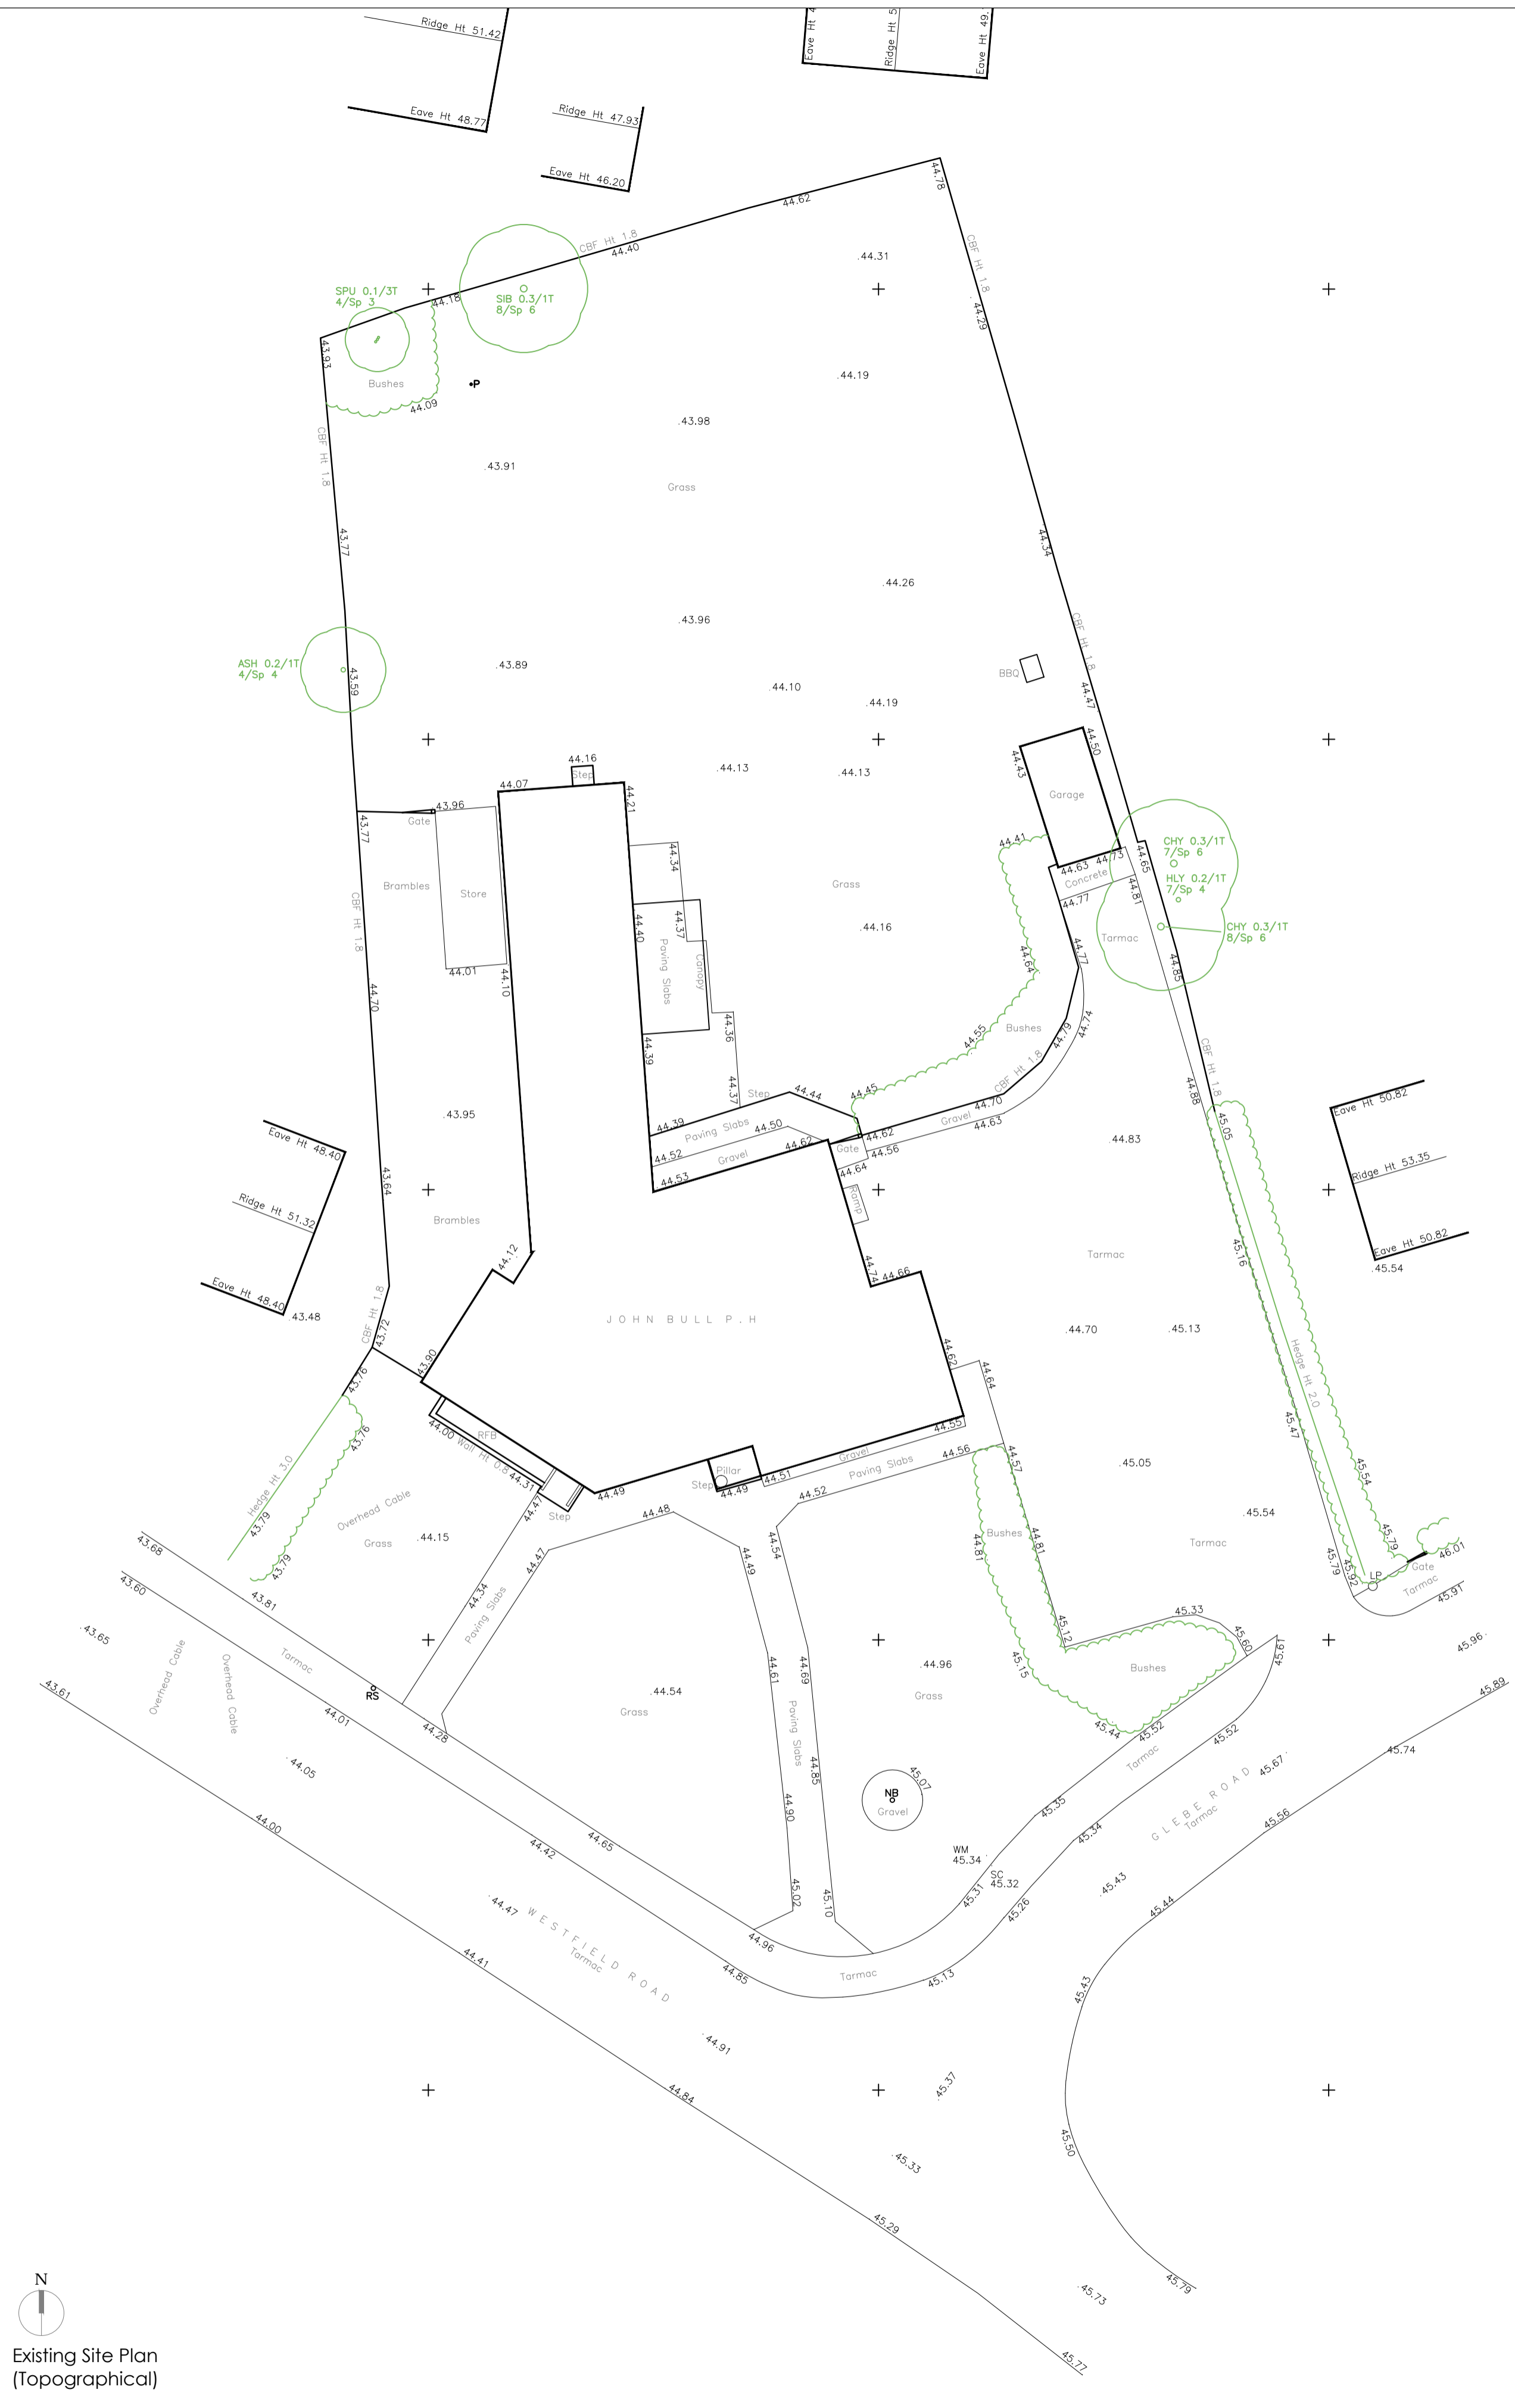 Ridge Ht 51.42
Eave Ht 48.77
Ridge Ht 47.93
Eave Ht 46.20
Eave Ht 4
Ridge Ht 5
Eave Ht 49.
44.78
44.62
CBF Ht 1.8
44.40
CBF Ht 1.8
44.31
44.29
SPU 0.1/3T
4/Sp 3
44.18
SIB 0.3/1T
8/Sp 6
43.93
Bushes
P
44.09
44.19
43.98
CBF Ht 1.8
43.91
Grass
43.77
44.34
44.26
43.96
CBF Ht 1.8
ASH 0.2/1T
4/Sp 4
43.59
43.89
BBQ
44.10
44.47
44.19
44.16
Step
44.13
44.13
44.43
44.50
44.07
44.21
Garage
43.96
Gate
43.77
44.41
44.34
CHY 0.3/1T
7/Sp 6
44.63
44.73
44.65
Concrete
HLY 0.2/1T
7/Sp 4
Brambles
Store
Grass
44.81
44.77
CBF Ht 1.8
44.40
44.37
44.16
Tarmac
CHY 0.3/1T
8/Sp 6
Paving Slabs
Canopy
44.77
44.64
44.85
44.01
44.10
44.70
44.36
Bushes
44.55
44.79
44.74
44.39
CBF Ht 1.8
CBF Ht 1.8
44.37
Step
44.44
44.45
44.88
Eave Ht 50.82
43.95
44.70
Gravel
44.63
45.05
44.39
Paving Slabs
44.50
44.62
44.62
44.56
Gate
44.83
Eave Ht 48.40
44.52
Gravel
44.53
44.64
Ridge Ht 53.35
43.64
Ramp
Ridge Ht 51.32
Brambles
44.12
45.16
Tarmac
Eave Ht 50.82
45.54
44.74
44.66
Eave Ht 48.40
43.48
CBF Ht 1.8
43.72
JOHN BULL P.H
44.70
45.13
43.90
44.62
44.64
43.76
Hedge Ht 2.0
44.00
RFB
Wall Ht 0.8
44.31
43.76
44.55
Gravel
44.56
45.47
44.57
Hedge Ht 3.0
Pillar
44.51
Paving Slabs
45.05
45.54
Step
44.49
44.49
44.52
44.47
Step
44.48
Overhead Cable
43.79
44.15
Grass
45.54
Tarmac
43.68
44.47
44.49
44.54
44.81
Bushes
44.81
45.79
45.79
46.01
Gate
43.79
43.60
LP
45.92
Tarmac
45.91
43.81
44.34
Paving Slabs
45.33
45.12
45.60
45.61
43.65
45.96
Overhead Cable
Overhead Cable
Tarmac
44.61
44.69
44.96
45.15
Bushes
43.61
RS
44.54
Grass
Grass
45.89
44.01
44.28
Paving Slabs
45.44
45.52
45.52
44.05
44.85
45.07
Tarmac
45.67
45.74
NB
Gravel
44.90
45.35
GLEBE ROAD
Tarmac
44.00
44.65
44.42
45.34
45.56
WM
45.34
SC
45.32
45.31
45.43
45.02
45.10
45.26
45.44
44.47
WESTFIELD ROAD
Tarmac
44.96
44.41
44.85
Tarmac
45.13
45.43
44.91
45.37
44.84
45.50
45.33
45.29
45.79
45.73
45.77
N
Existing Site Plan
(Topographical)